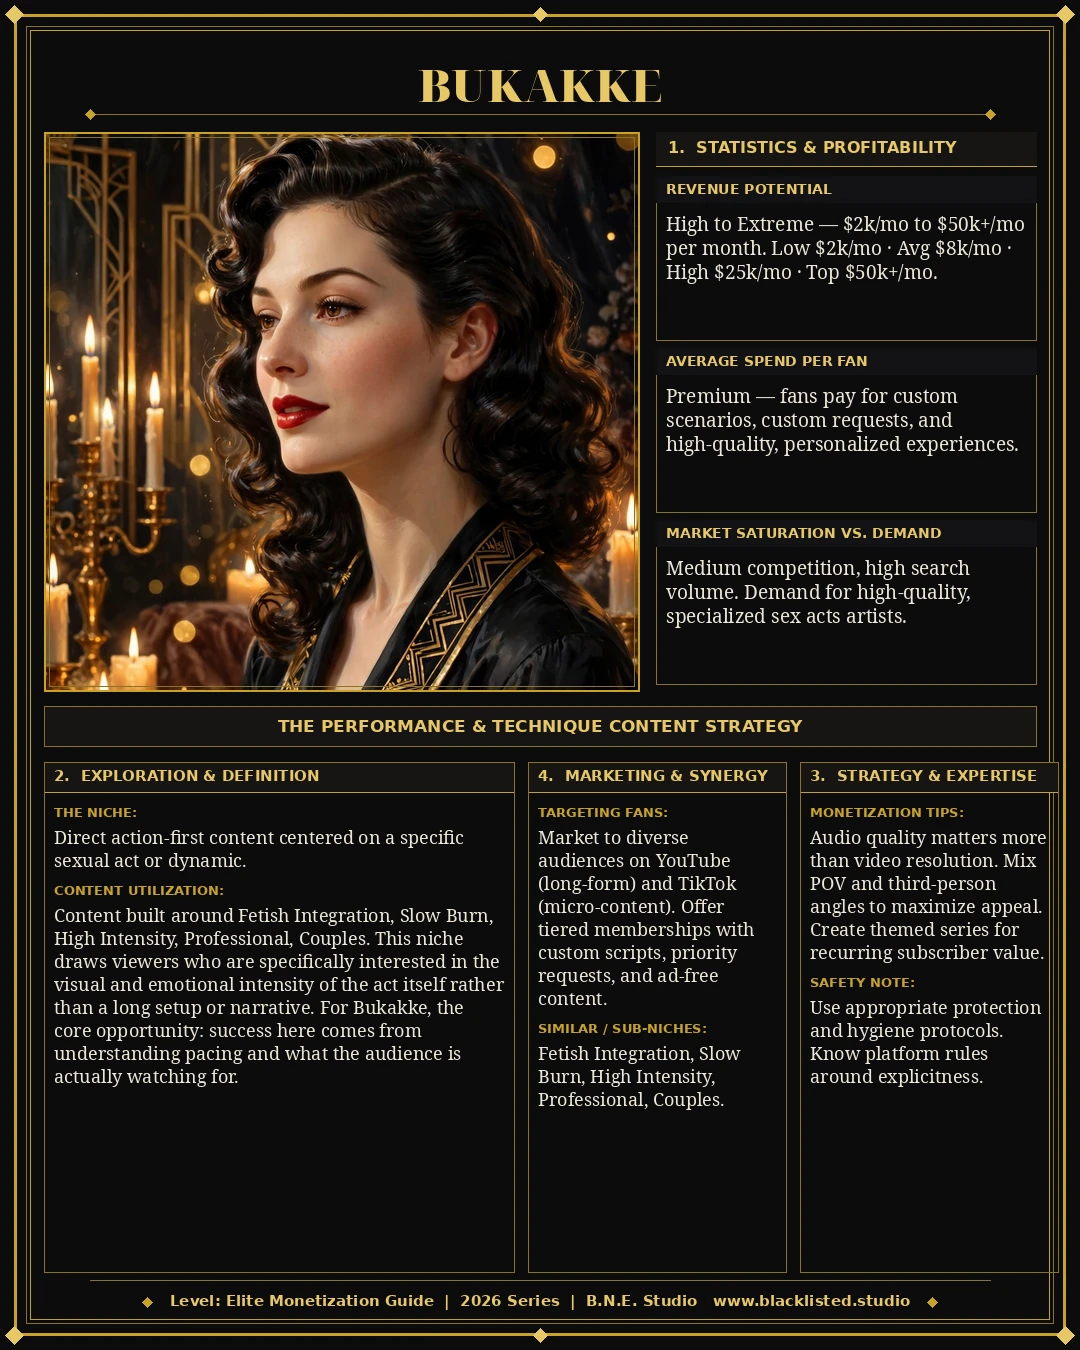 BUKAKKE
1. STATISTICS & PROFITABILITY
REVENUE POTENTIAL
High to Extreme — $2k/mo to $50k+/mo
per month. Low $2k/mo · Avg $8k/mo ·
High $25k/mo · Top $50k+/mo.
AVERAGE SPEND PER FAN
Premium — fans pay for custom
scenarios, custom requests, and
high-quality, personalized experiences.
MARKET SATURATION VS. DEMAND
Medium competition, high search
volume. Demand for high-quality,
specialized sex acts artists.
THE PERFORMANCE & TECHNIQUE CONTENT STRATEGY
2. EXPLORATION & DEFINITION
THE NICHE:
Direct action-first content centered on a specific
sexual act or dynamic.
CONTENT UTILIZATION:
Content built around Fetish Integration, Slow Burn,
High Intensity, Professional, Couples. This niche
draws viewers who are specifically interested in the
visual and emotional intensity of the act itself rather
than a long setup or narrative. For Bukakke, the
core opportunity: success here comes from
understanding pacing and what the audience is
actually watching for.
4. MARKETING & SYNERGY
TARGETING FANS:
Market to diverse
audiences on YouTube
(long-form) and TikTok
(micro-content). Offer
tiered memberships with
custom scripts, priority
requests, and ad-free
content.
SIMILAR / SUB-NICHES:
Fetish Integration, Slow
Burn, High Intensity,
Professional, Couples.
3. STRATEGY & EXPERTISE
MONETIZATION TIPS:
Audio quality matters more
than video resolution. Mix
POV and third-person
angles to maximize appeal.
Create themed series for
recurring subscriber value.
SAFETY NOTE:
Use appropriate protection
and hygiene protocols.
Know platform rules
around explicitness.
Level: Elite Monetization Guide | 2026 Series | B.N.E. Studio www.blacklisted.studio